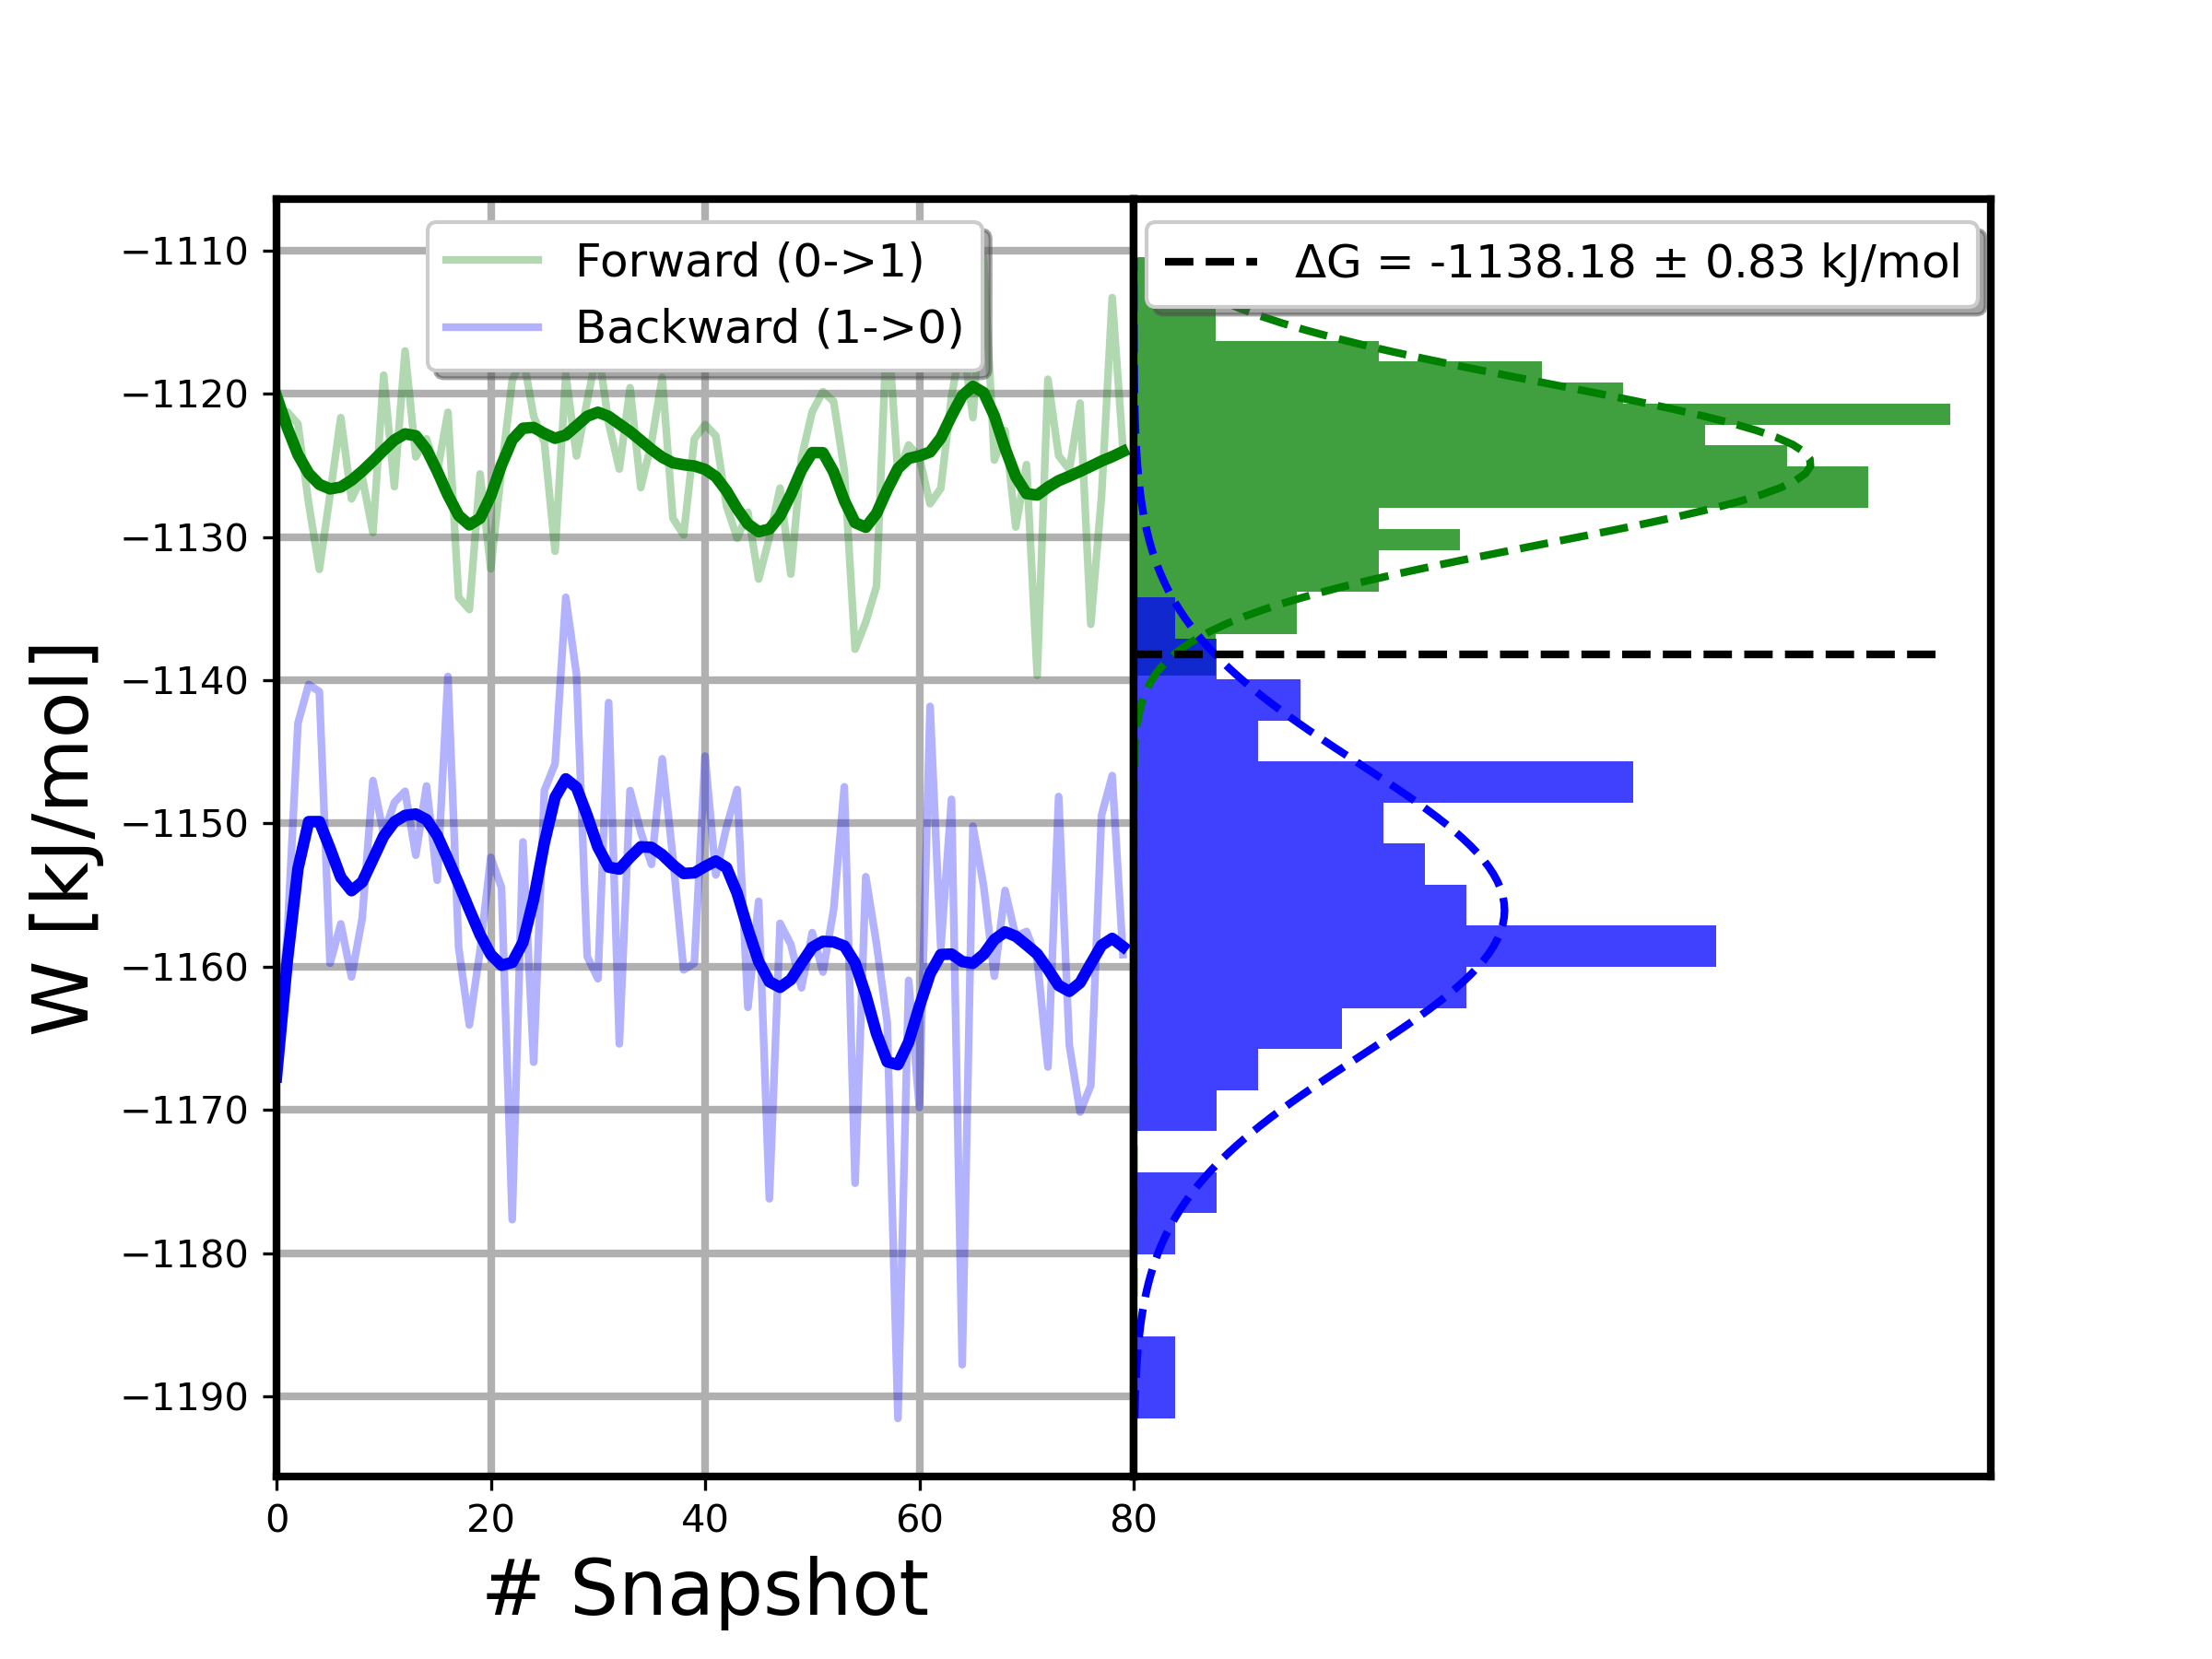 Forward (0->1)
Backward (1->0)
ΔG = -1138.18 ± 0.83 kJ/mol
W [kJ/mol]
−1110
−1120
−1130
−1140
−1150
−1160
−1170
−1180
−1190
0 20 40 60 80
# Snapshot